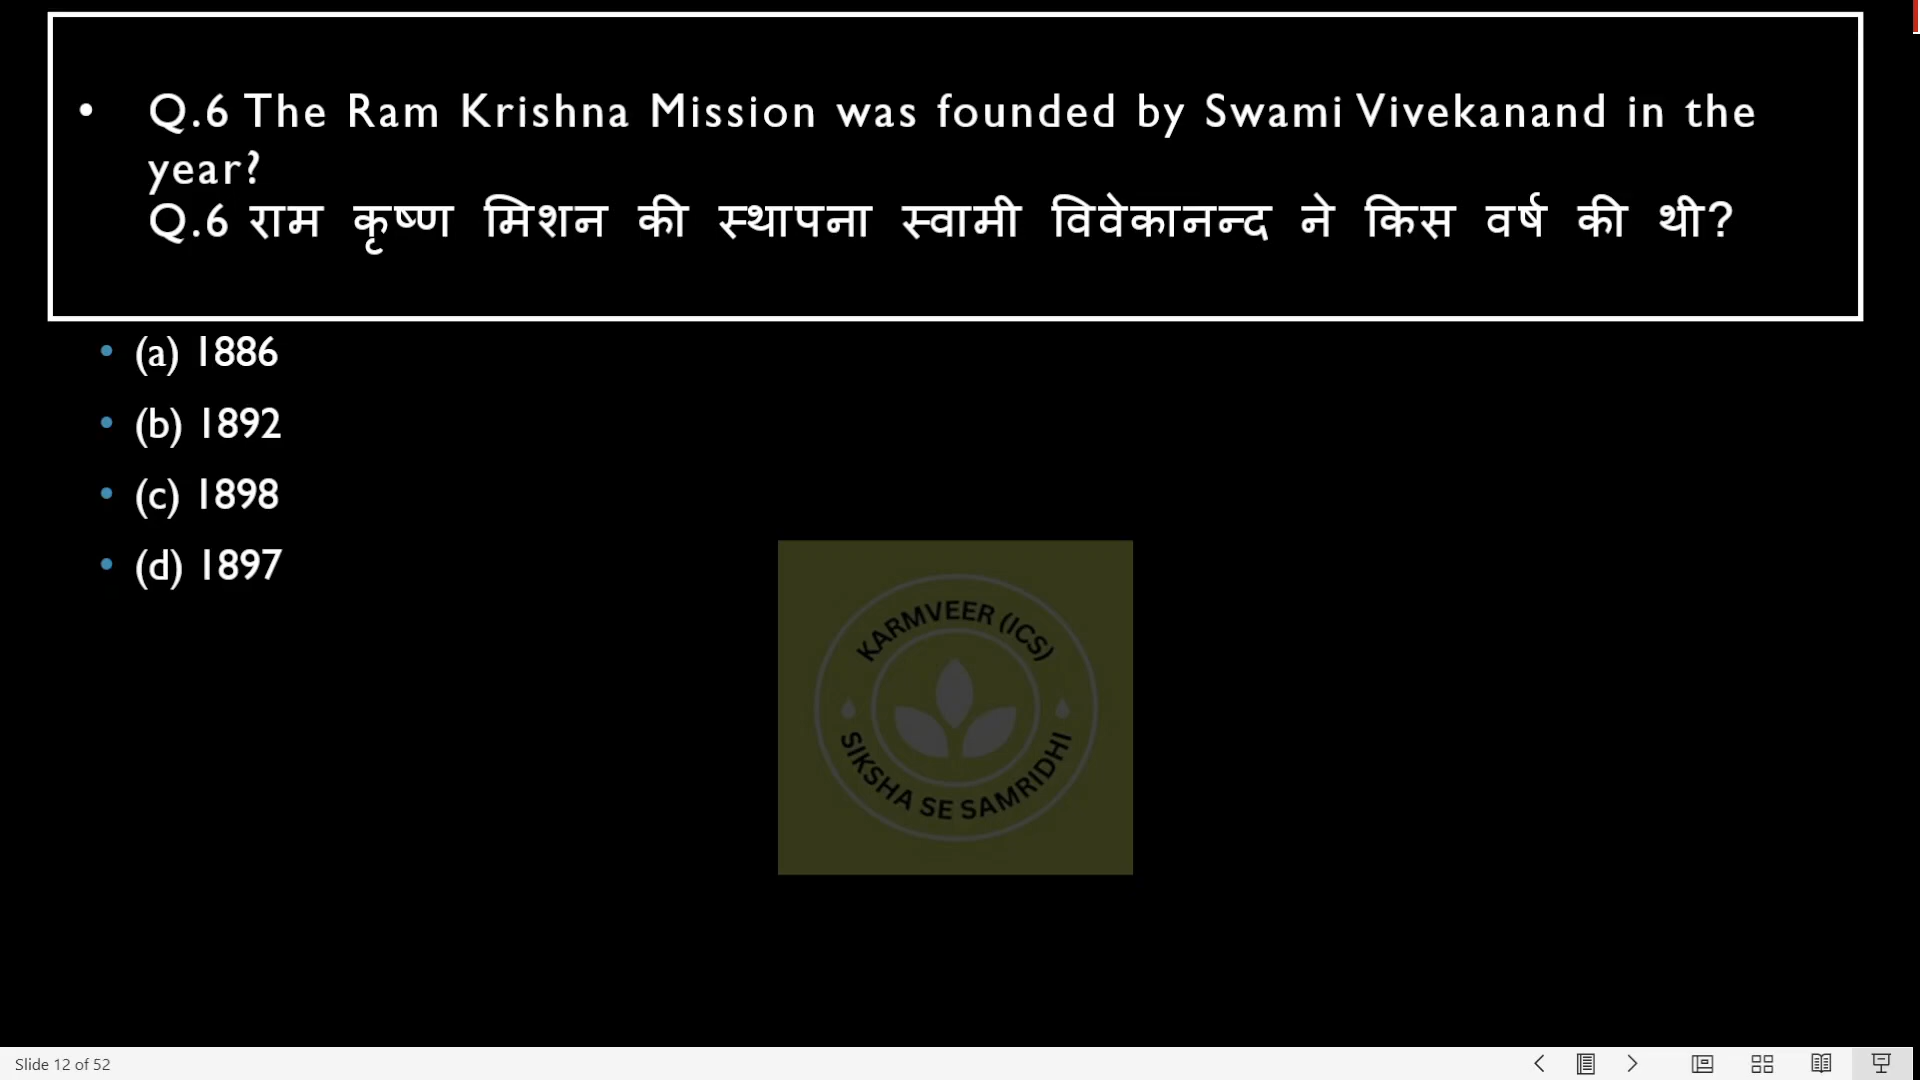 • Q.6 The Ram Krishna Mission was founded by Swami Vivekanand in the
year?
Q.6 राम कृष्ण मिशन की स्थापना स्वामी विवेकानन्द ने किस वर्ष की थी?
• (a) 1886
• (b) 1892
• (c) 1898
• (d) 1897
KARMVEER (ICS)
SIKSHA SE SAMRIDHI
Slide 12 of 52